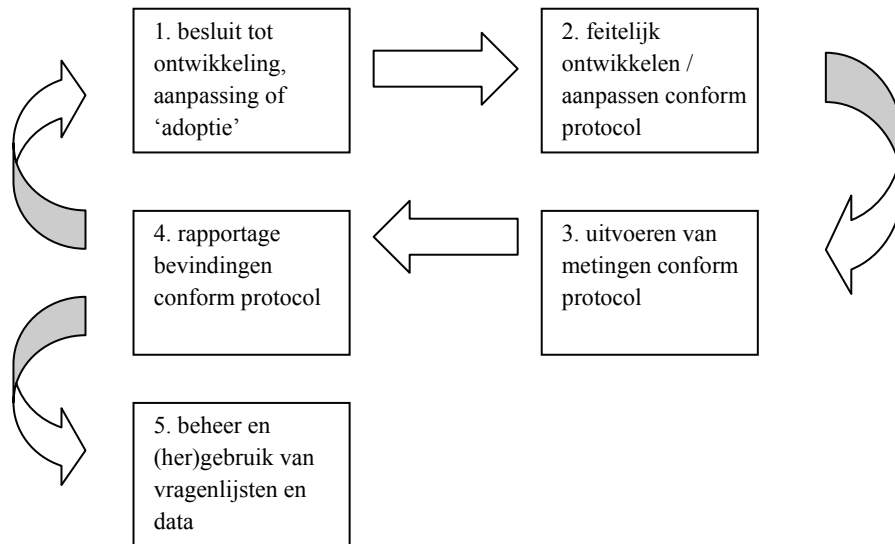 1. besluit tot
ontwikkeling,
aanpassing of
‘adoptie’
2. feitelijk
ontwikkelen /
aanpassen conform
protocol
3. uitvoeren van
metingen conform
protocol
4. rapportage
bevindingen
conform protocol
5. beheer en
(her)gebruik van
vragenlijsten en
data